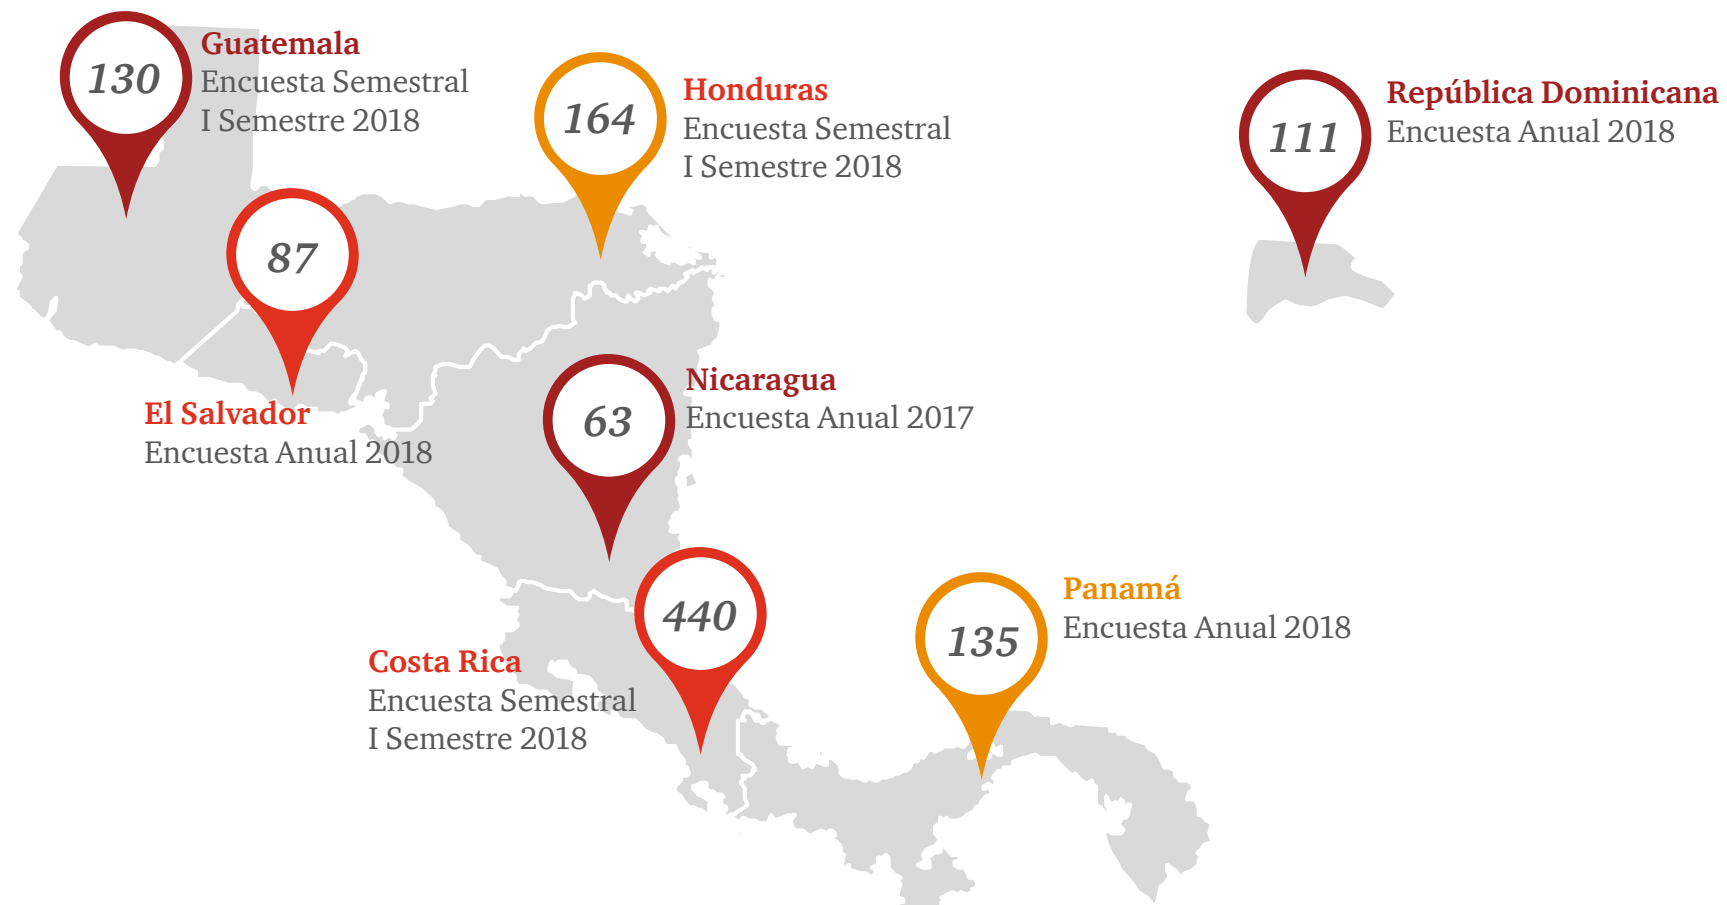 130
Guatemala
Encuesta Semestral
I Semestre 2018
164
Honduras
Encuesta Semestral
I Semestre 2018
111
República Dominicana
Encuesta Anual 2018
87
El Salvador
Encuesta Anual 2018
63
Nicaragua
Encuesta Anual 2017
440
Costa Rica
Encuesta Semestral
I Semestre 2018
135
Panamá
Encuesta Anual 2018